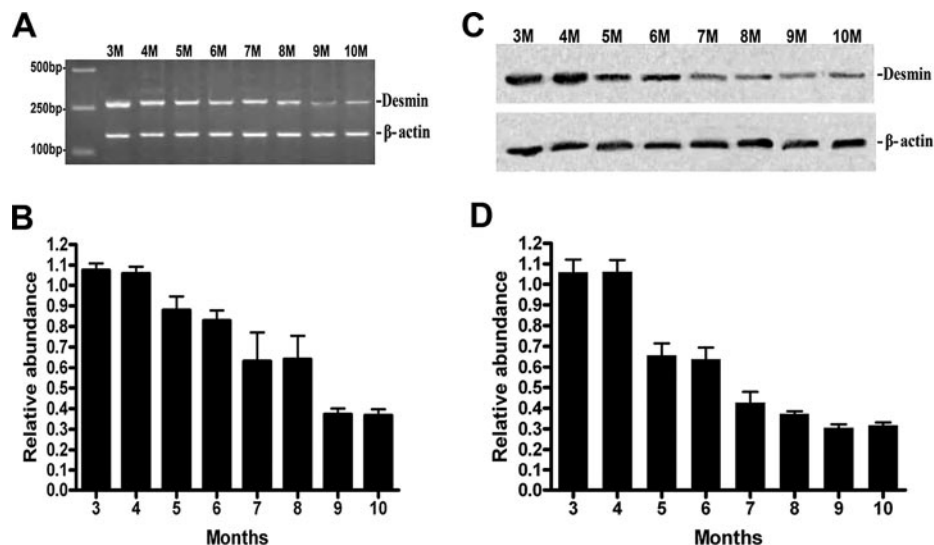 A
3M 4M 5M 6M 7M 8M 9M 10M
500bp
250bp
100bp
-Desmin
β-actin
B
Relative abundance
1.2
1.1
1.0
0.9
0.8
0.7
0.6
0.5
0.4
0.3
0.2
0.1
0.0
3 4 5 6 7 8 9 10
Months
C
3M 4M 5M 6M 7M 8M 9M 10M
-Desmin
-β-actin
D
Relative abundance
1.2
1.1
1.0
0.9
0.8
0.7
0.6
0.5
0.4
0.3
0.2
0.1
0.0
3 4 5 6 7 8 9 10
Months